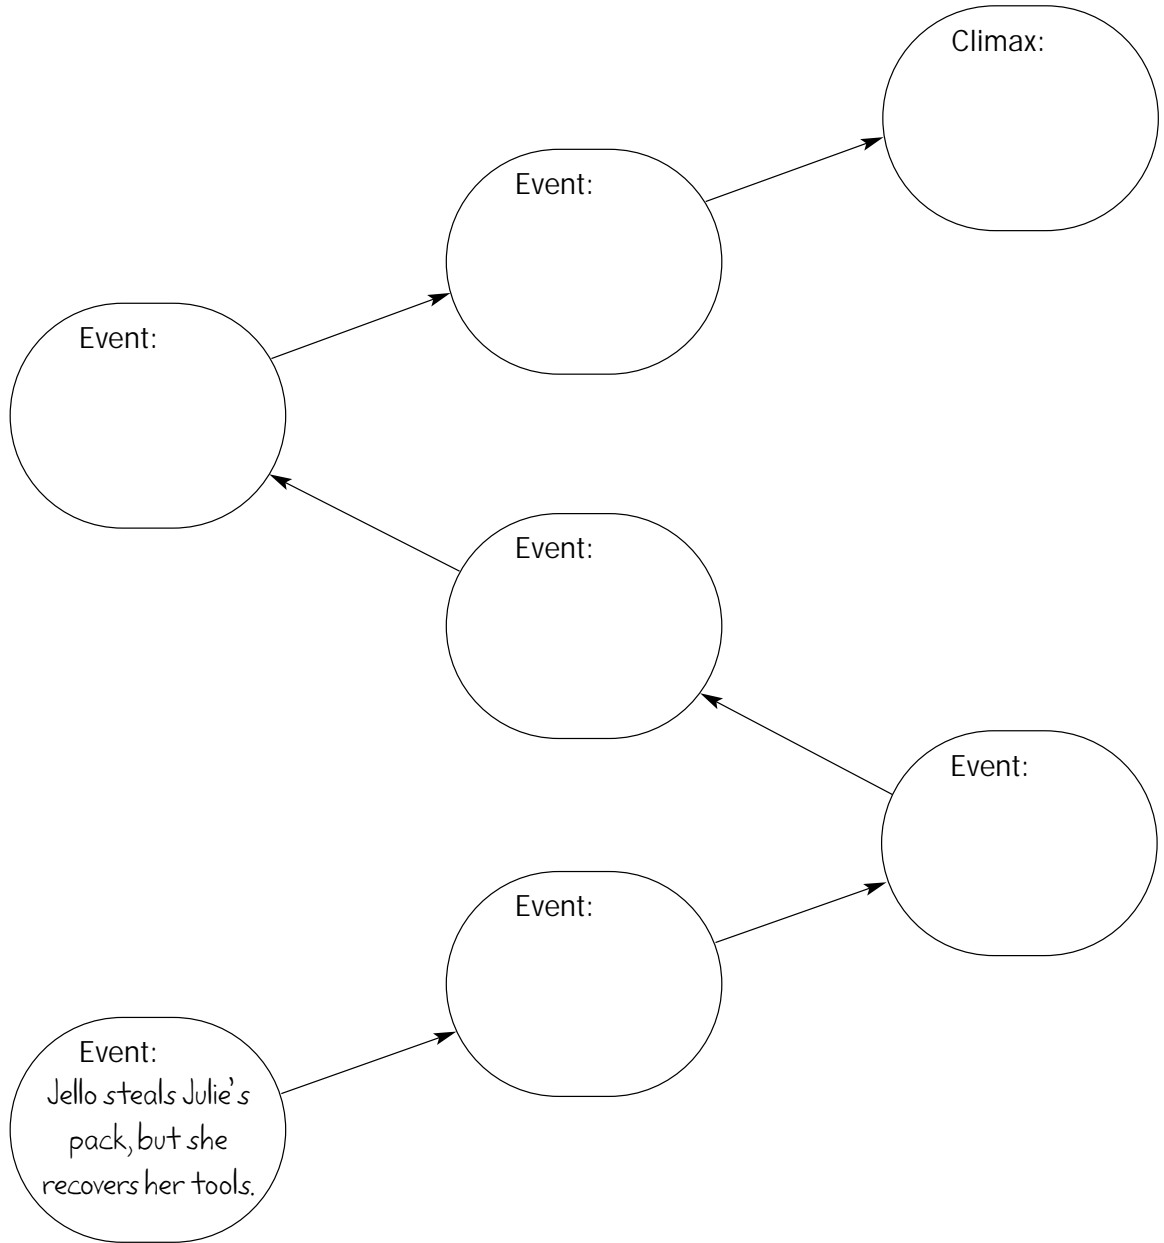 Climax:
Event:
Event:
Event:
Event:
Event:
Event:
Jello steals Julie's
pack, but she
recovers her tools.